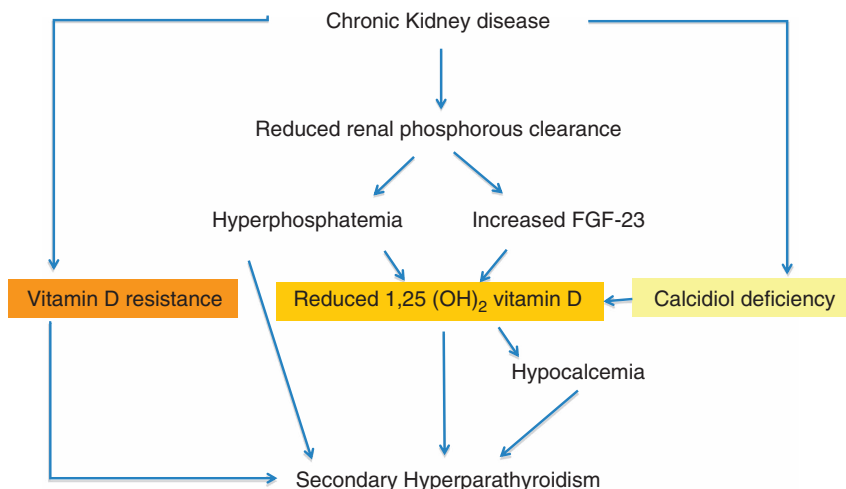 Chronic Kidney disease
Reduced renal phosphorous clearance
Hyperphosphatemia
Increased FGF-23
Vitamin D resistance
Reduced 1,25 (OH)₂ vitamin D
Calcidiol deficiency
Hypocalcemia
Secondary Hyperparathyroidism